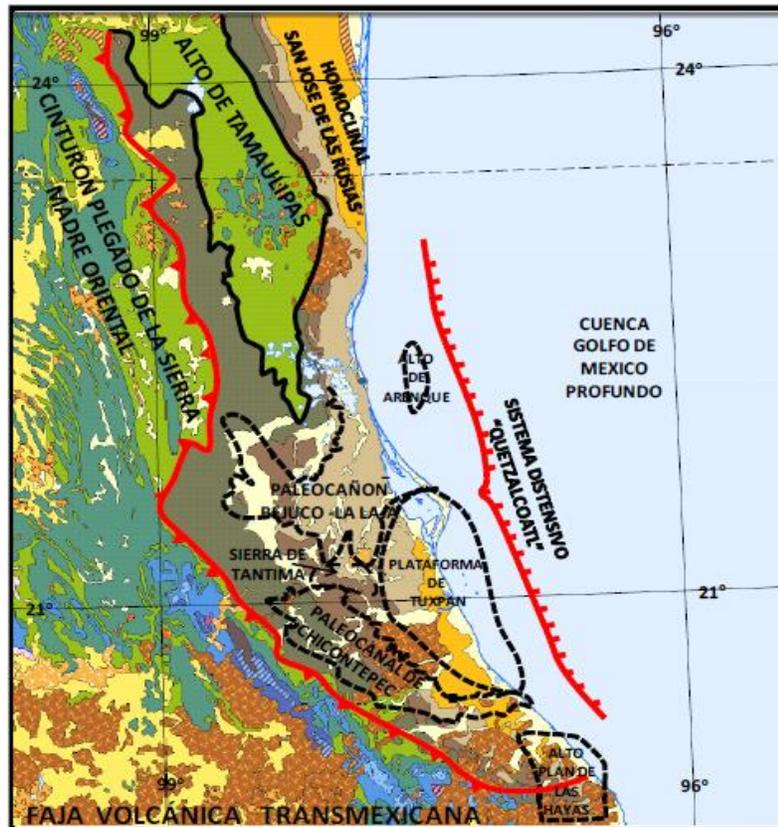 99°
96°
24°
24°
ALTO DE TAMAULIPAS
HOMOCLINAL
SAN JOSE DE LAS RUSIAS
CINTURÓN PLEGADO DE LA SIERRA
MADRE ORIENTAL
CUENCA
GOLFO DE
MEXICO
PROFUNDO
ALTO
DE
ARENQUE
SISTEMA DISTENSIVO
"QUETZALCOATL"
PALEOCAÑON
BEJUCO -LA LAJA
SIERRA DE
TANTIMA
PLATAFORMA
DE
TUXPAN
21°
21°
PALEOCANAL DE
CHICONTEPEC
ALTO
PLAN DE
LAS
HAYAS
99°
96°
FAJA VOLCÁNICA TRANSMEXICANA